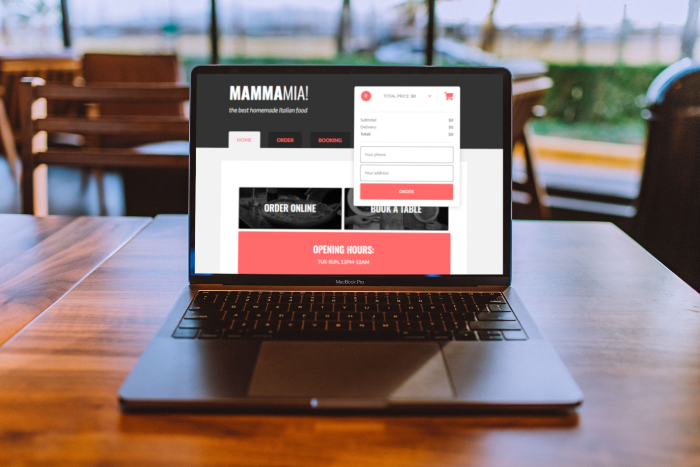 MAMMAMIA!
the best homemade Italian food
0 TOTAL PRICE: $0
Subtotal: $0
Delivery: $0
Total: $0
Your phone
Your address
ORDER
HOME ORDER BOOKING
ORDER ONLINE BOOK A TABLE
OPENING HOURS:
TUE-SUN, 12PM-12AM
MacBook Pro